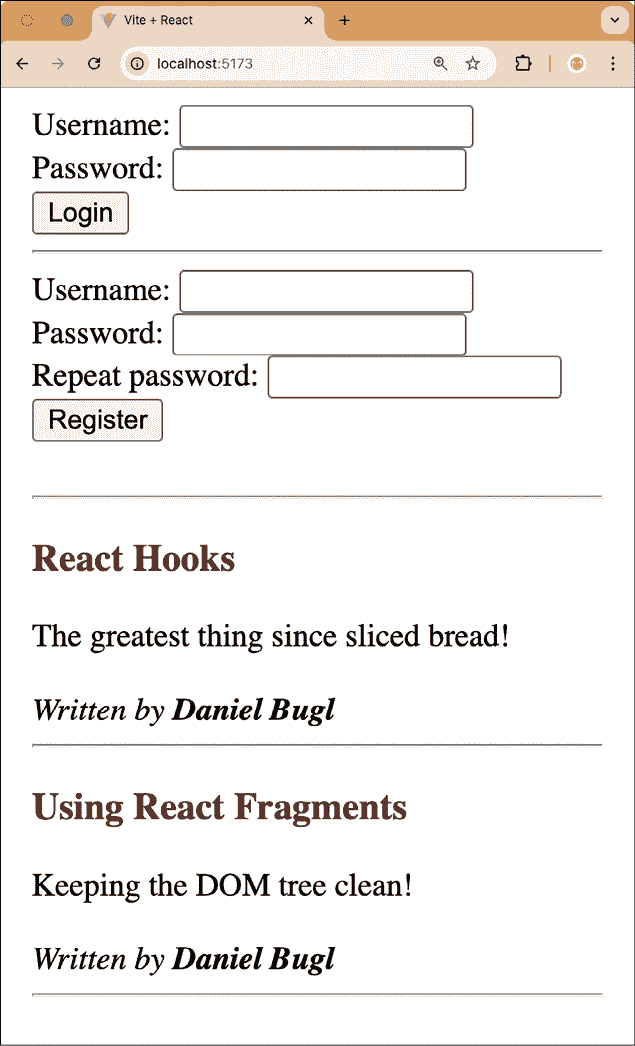 Vite + React
localhost:5173
Username:
Password:
Login
Username:
Password:
Repeat password:
Register
React Hooks
The greatest thing since sliced bread!
Written by Daniel Bugl
Using React Fragments
Keeping the DOM tree clean!
Written by Daniel Bugl